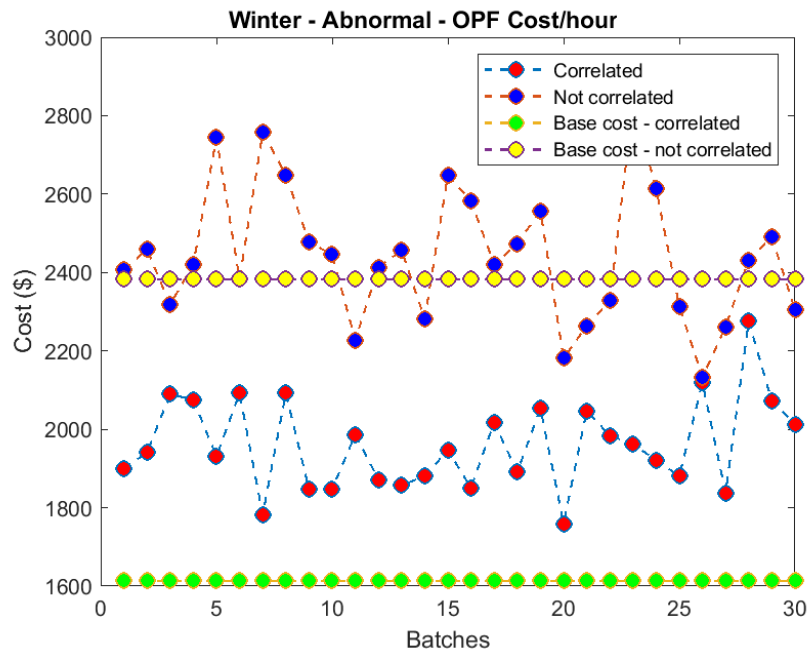 Winter - Abnormal - OPF Cost/hour
3000
2800
2600
2400
2200
2000
1800
1600
Cost ($)
Correlated
Not correlated
Base cost - correlated
Base cost - not correlated
0 5 10 15 20 25 30
Batches